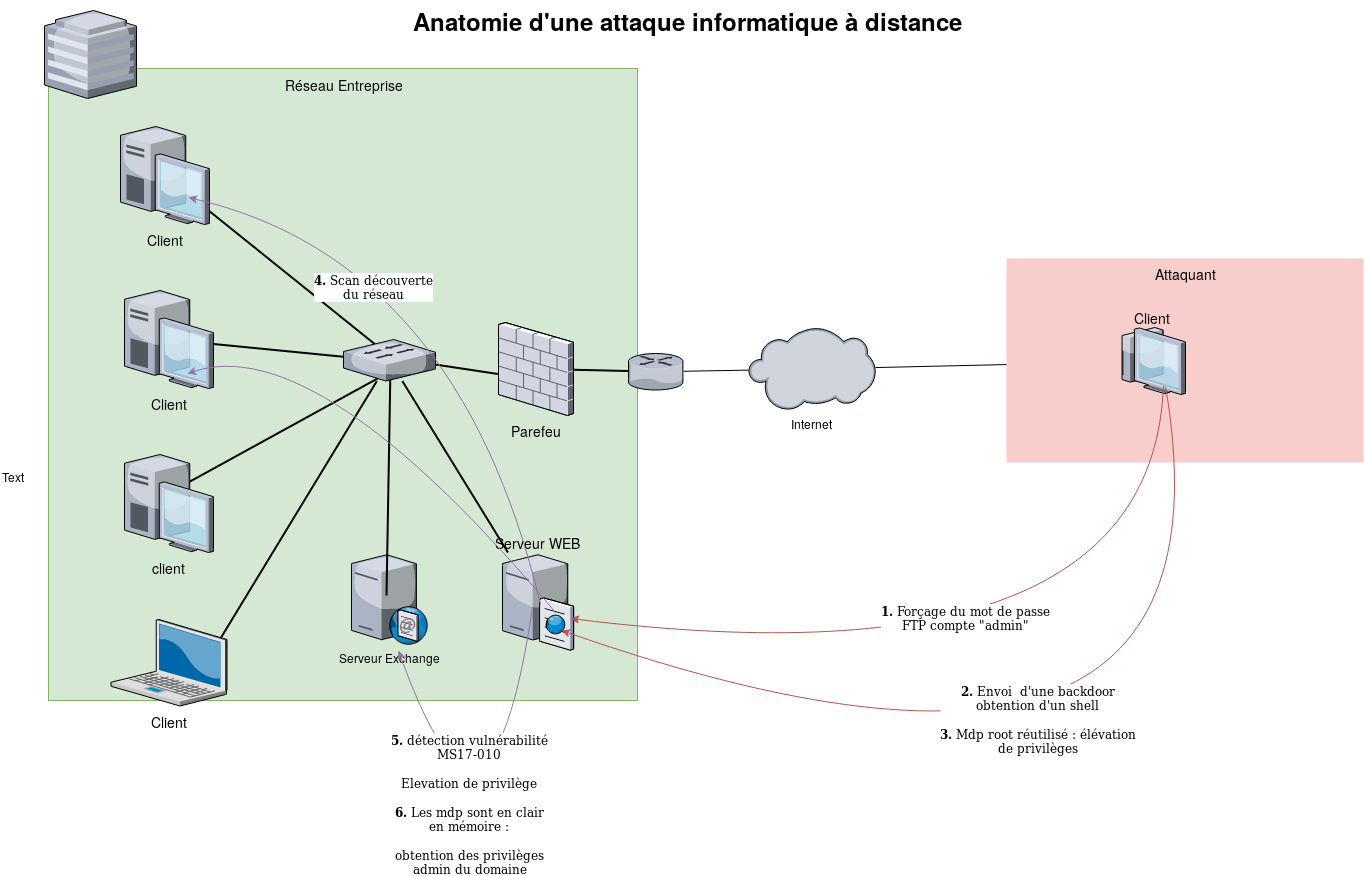 Anatomie d'une attaque informatique à distance
Réseau Entreprise
Client
4. Scan découverte
du réseau
Attaquant
Client
Client
Parefeu
Internet
Text
client
Serveur WEB
1. Forçage du mot de passe
FTP compte "admin"
Serveur Exchange
Client
2. Envoi  d'une backdoor
obtention d'un shell
3. Mdp root réutilisé : élévation
de privilèges
5. détection vulnérabilité
MS17-010
Elevation de privilège
6. Les mdp sont en clair
en mémoire :
obtention des privilèges
admin du domaine
@